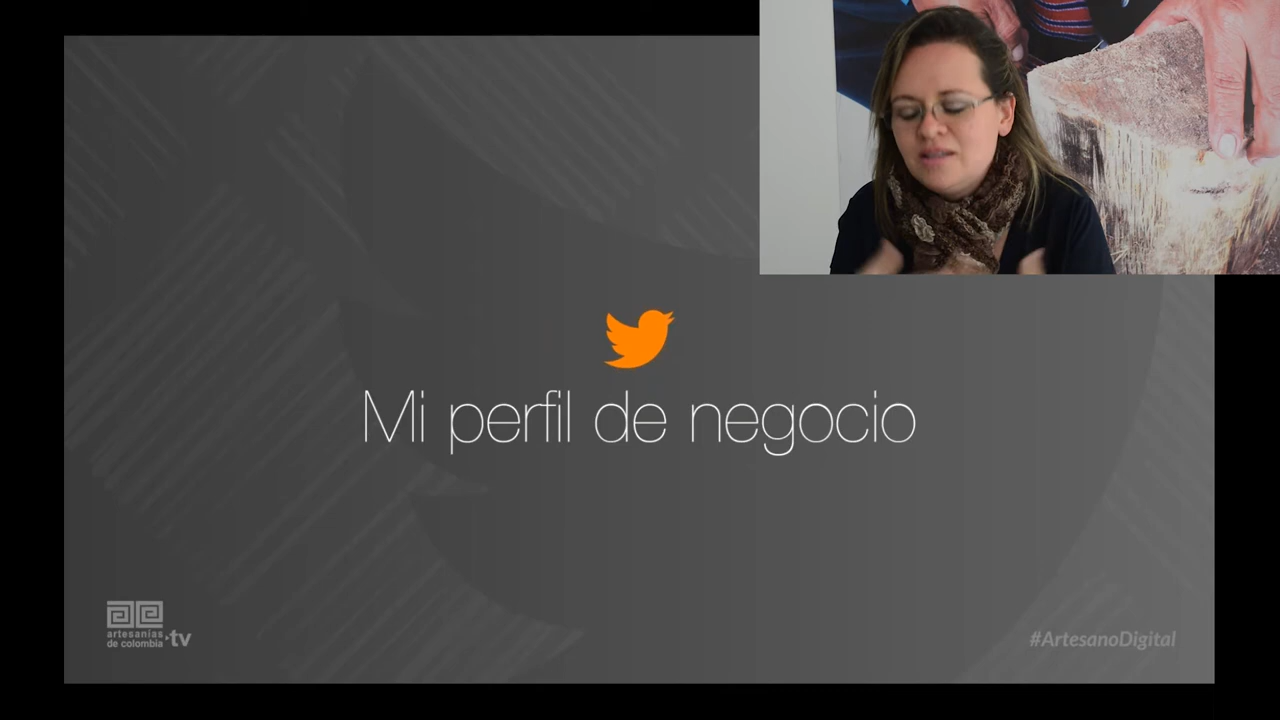 Mi perfil de negocio
artesanías
de colombia
.tv
#ArtesanoDigital